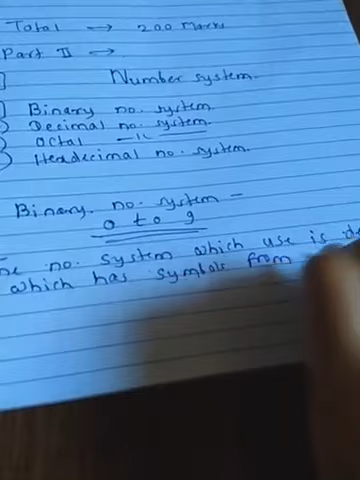 Total → 200 Marks
Part II →
Number system.
Binary no. system.
Decimal no. system.
Octal —〃—
Hexadecimal no. system.
Binary no. system —
0 to 9
no. system which use is
which has symbols from